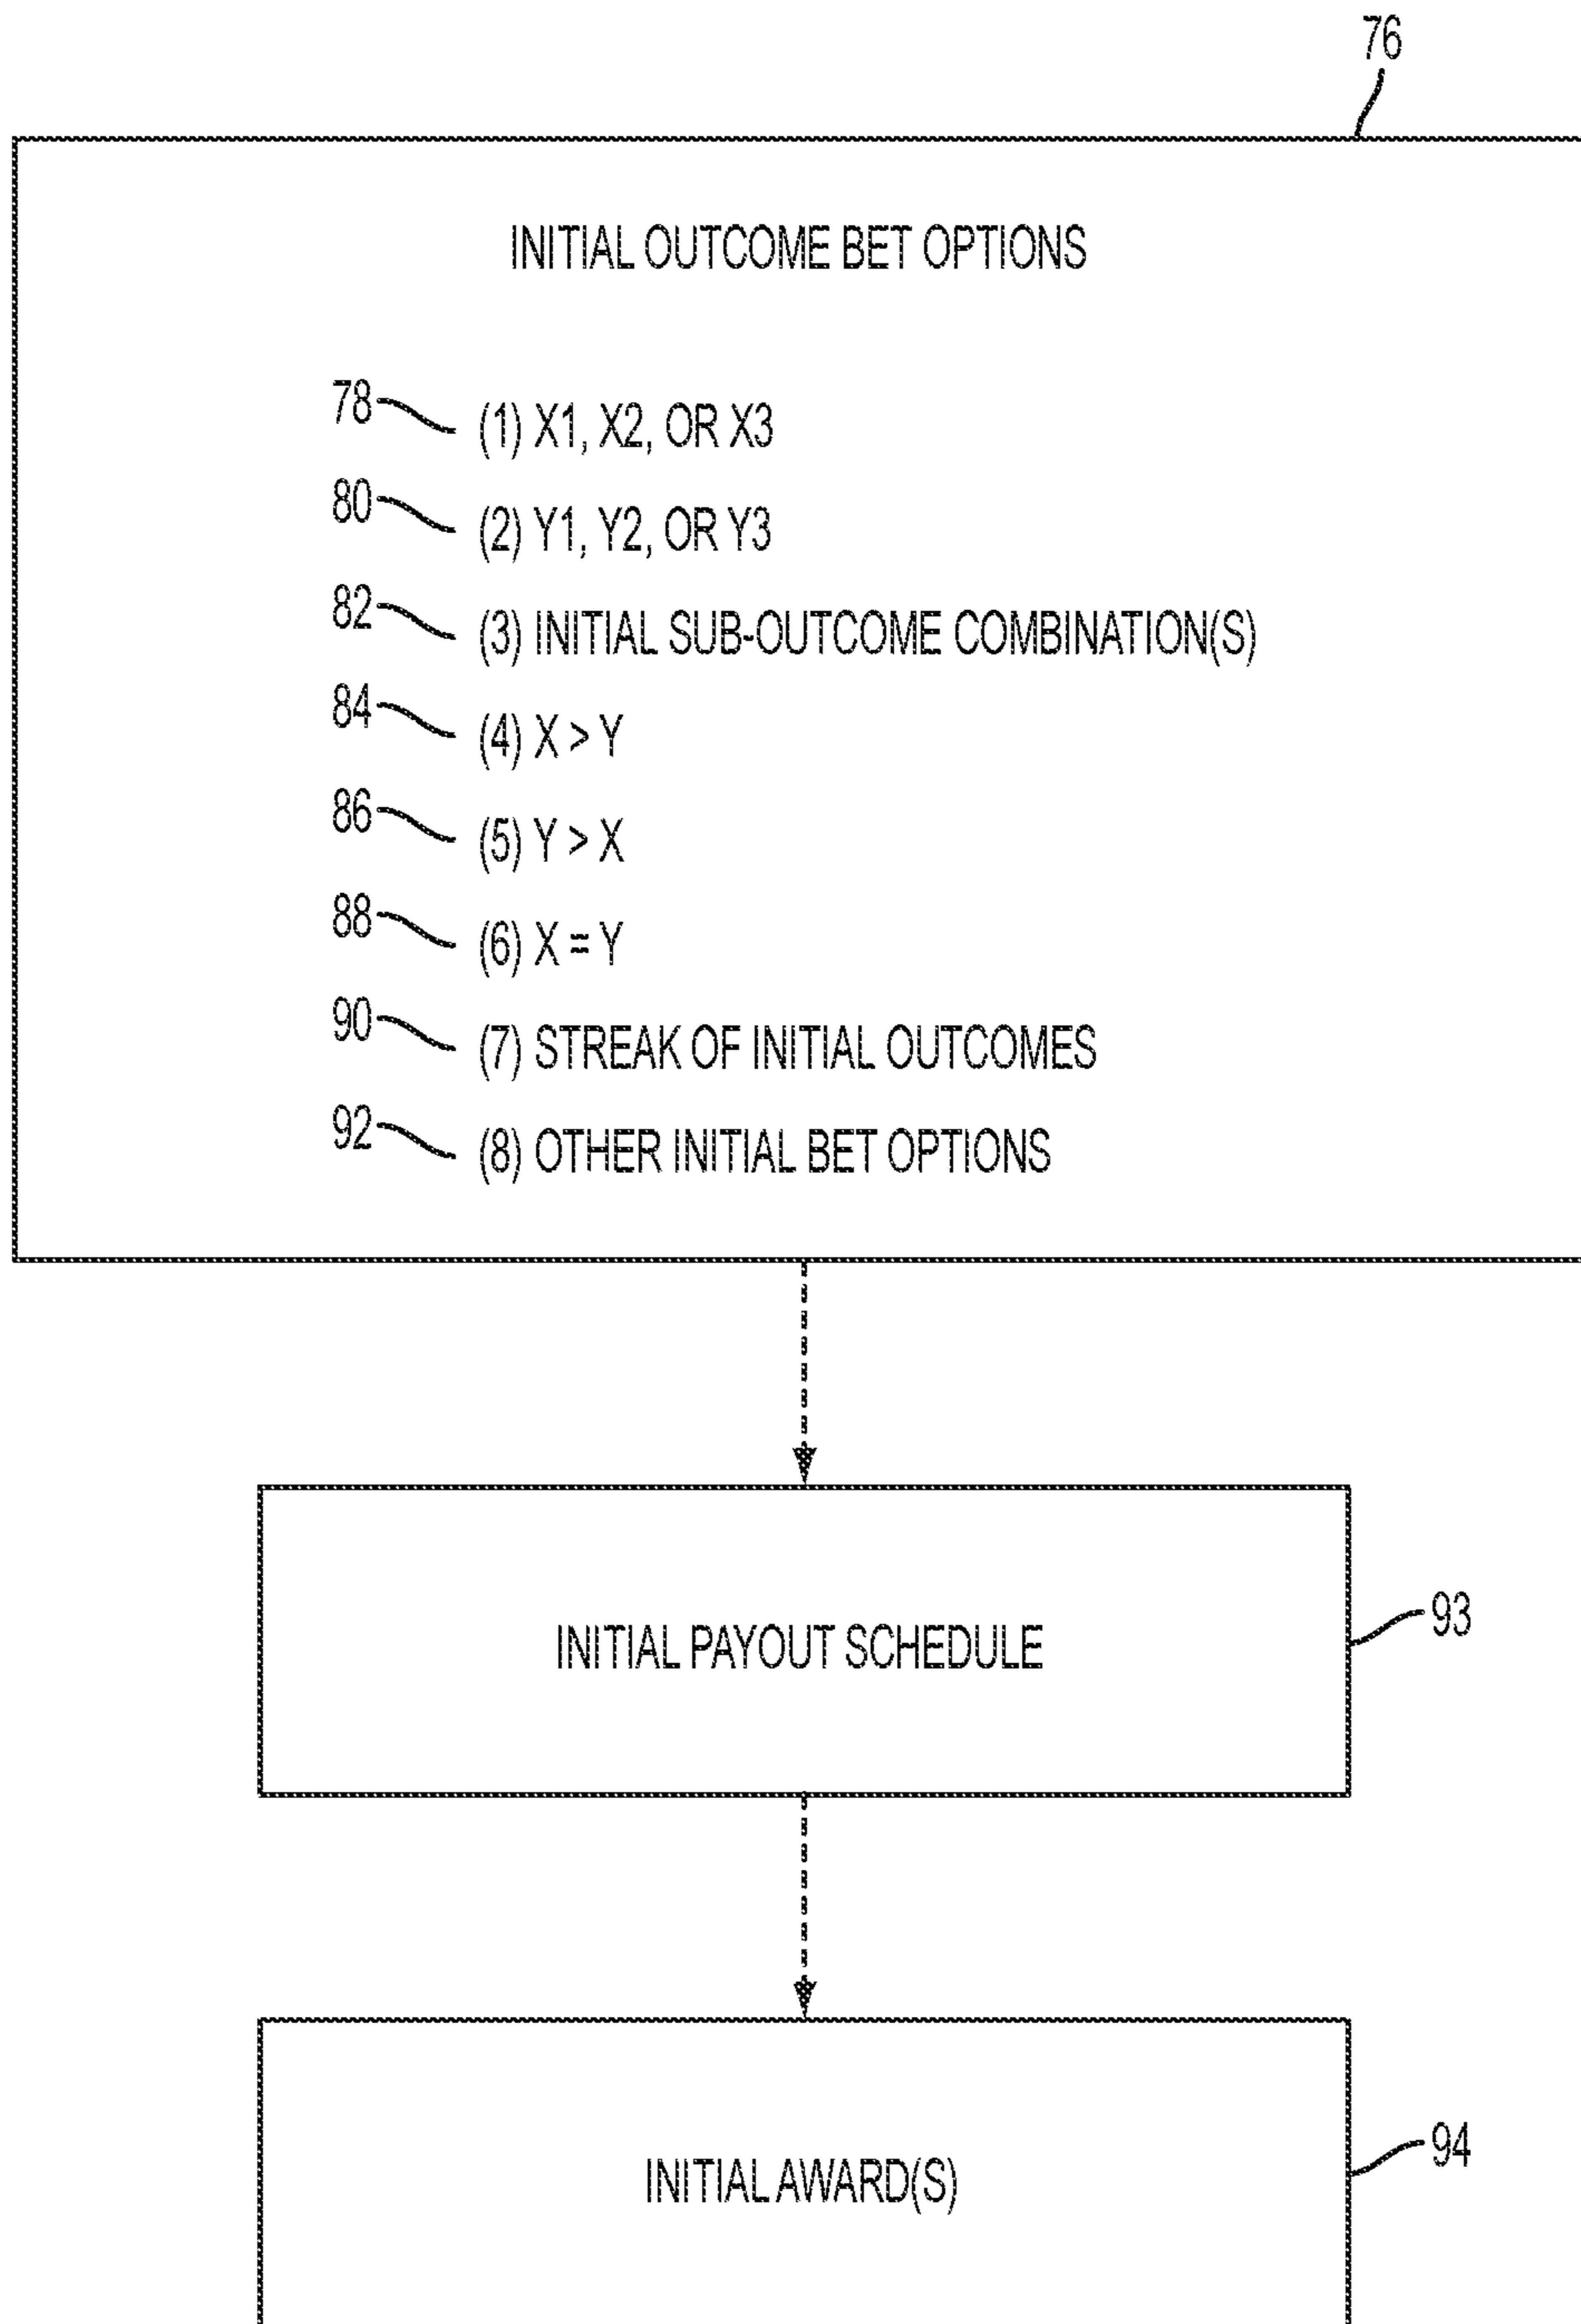 76
INITIAL OUTCOME BET OPTIONS
78 (1) X1, X2, OR X3
80 (2) Y1, Y2, OR Y3
82 (3) INITIAL SUB-OUTCOME COMBINATION(S)
84 (4) X > Y
86 (5) Y > X
88 (6) X = Y
90 (7) STREAK OF INITIAL OUTCOMES
92 (8) OTHER INITIAL BET OPTIONS
INITIAL PAYOUT SCHEDULE 93
INITIAL AWARD(S) 94